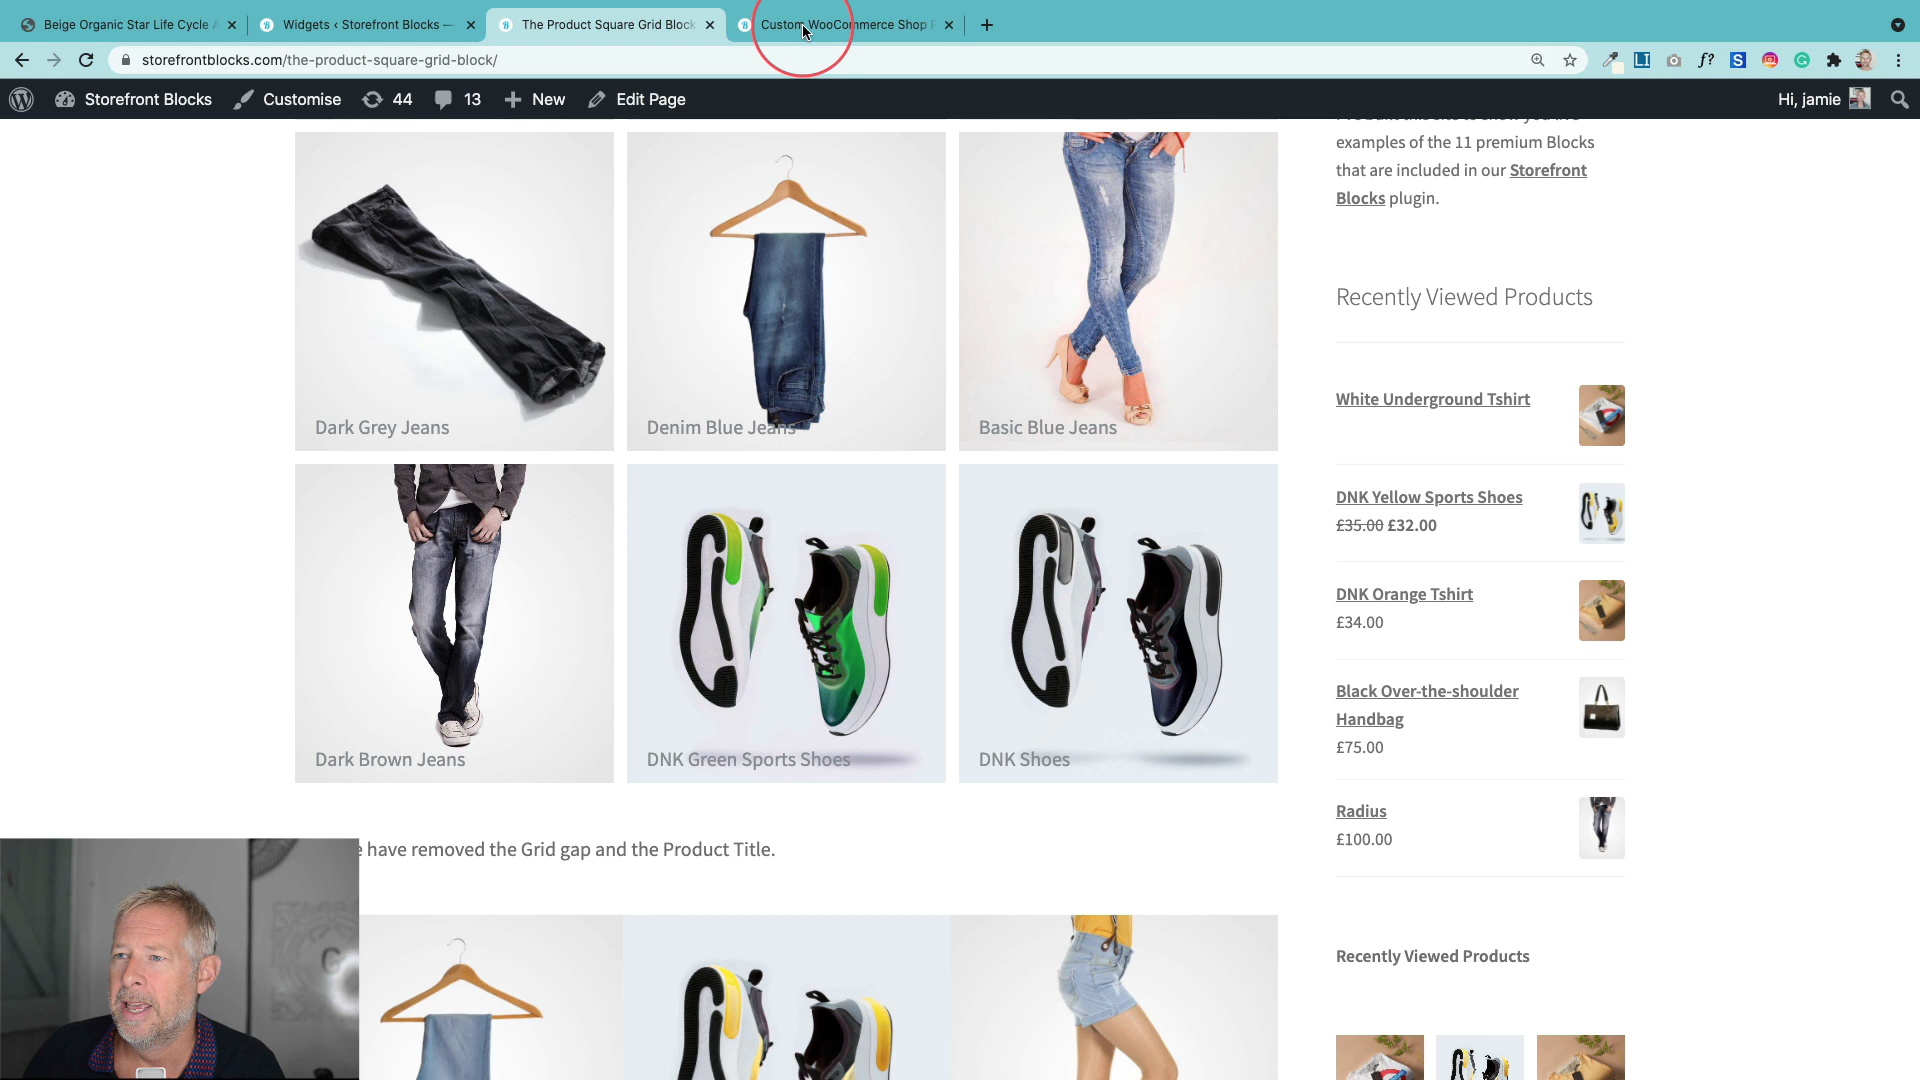 Beige Organic Star Life Cycle
Widgets ‹ Storefront Blocks —
The Product Square Grid Block
Custom WooCommerce Shop
storefrontblocks.com/the-product-square-grid-block/
Storefront Blocks
Customise
44
13
New
Edit Page
Hi, jamie
examples of the 11 premium Blocks
that are included in our Storefront
Blocks plugin.
Dark Grey Jeans
Denim Blue Jeans
Basic Blue Jeans
Recently Viewed Products
White Underground Tshirt
DNK Yellow Sports Shoes
£35.00 £32.00
DNK Orange Tshirt
£34.00
Black Over-the-shoulder
Handbag
£75.00
Radius
£100.00
Dark Brown Jeans
DNK Green Sports Shoes
DNK Shoes
have removed the Grid gap and the Product Title.
Recently Viewed Products